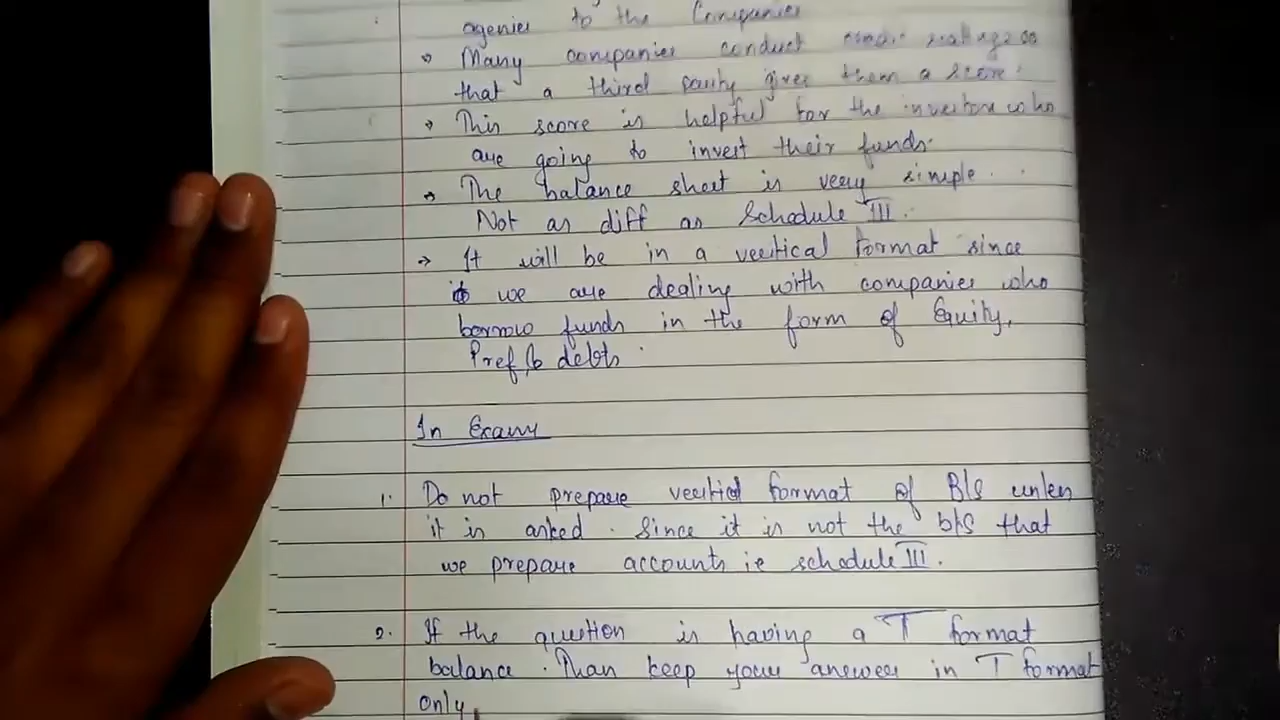 agenies to the Companies
→ Many companies conduct
that a third party gives them a score.
→ This score is helpful for the investors who
are going to invest their funds.
→ The balance sheet is very simple.
Not as diff as Schedule III.
→ It will be in a vertical format since
we are dealing with companies who
borrow funds in the form of Equity,
Pref & debts.
In Exam
1. Do not prepare vertical format of B/S unless
it is asked. Since it is not the b/s that
we prepare accounts ie schedule III.
2. If the question is having a T format
balance. Than keep your answer in T format
only.